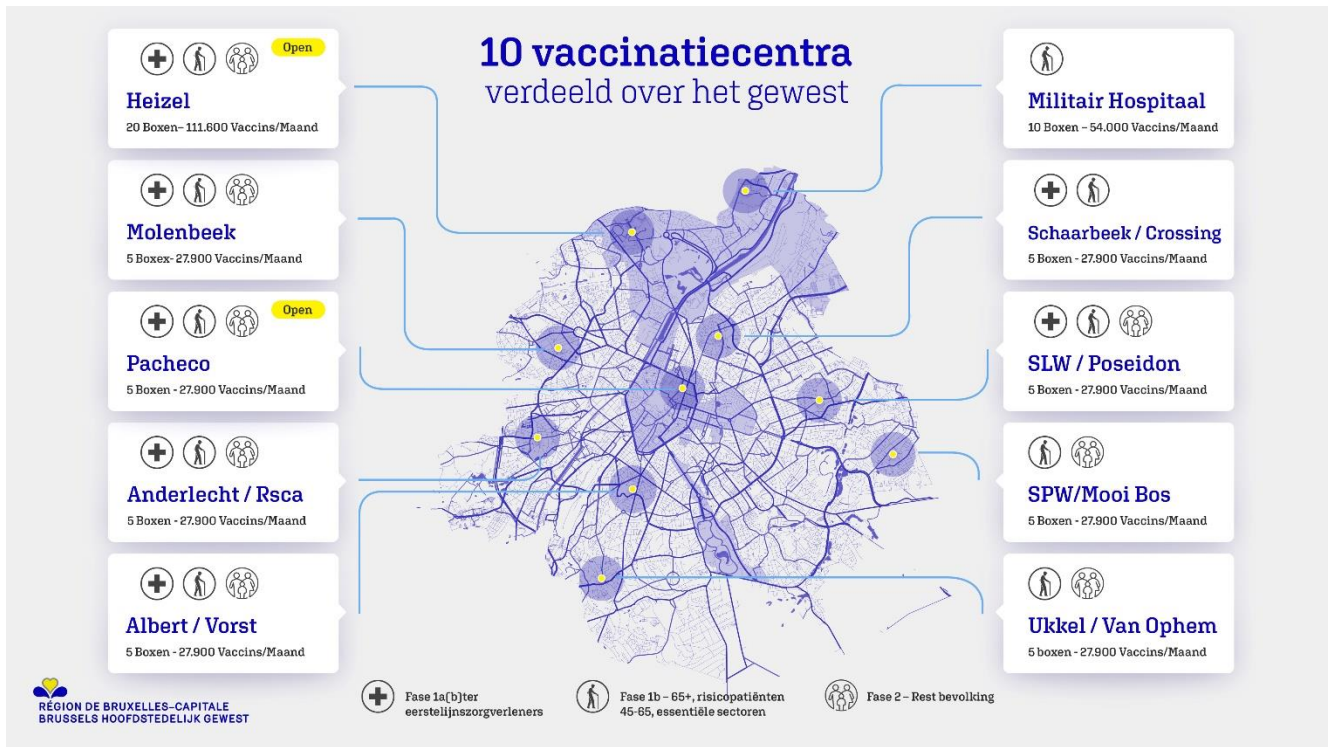 10 vaccinatiecentra
verdeeld over het gewest
Open
Heizel
20 Boxen– 111.600 Vaccins/Maand
Molenbeek
5 Boxex- 27.900 Vaccins/Maand
Open
Pacheco
5 Boxen - 27.900 Vaccins/Maand
Anderlecht / Rsca
5 Boxen - 27.900 Vaccins/Maand
Albert / Vorst
5 Boxen - 27.900 Vaccins/Maand
Militair Hospitaal
10 Boxen – 54.000 Vaccins/Maand
Schaarbeek / Crossing
5 Boxen - 27.900 Vaccins/Maand
SLW / Poseidon
5 Boxen - 27.900 Vaccins/Maand
SPW/Mooi Bos
5 Boxen - 27.900 Vaccins/Maand
Ukkel / Van Ophem
5 boxen - 27.900 Vaccins/Maand
Fase 1a(b)ter
eerstelijnszorgverleners
Fase 1b – 65+, risicopatiënten
45-65, essentiële sectoren
Fase 2 – Rest bevolking
RÉGION DE BRUXELLES–CAPITALE
BRUSSELS HOOFDSTEDELIJK GEWEST